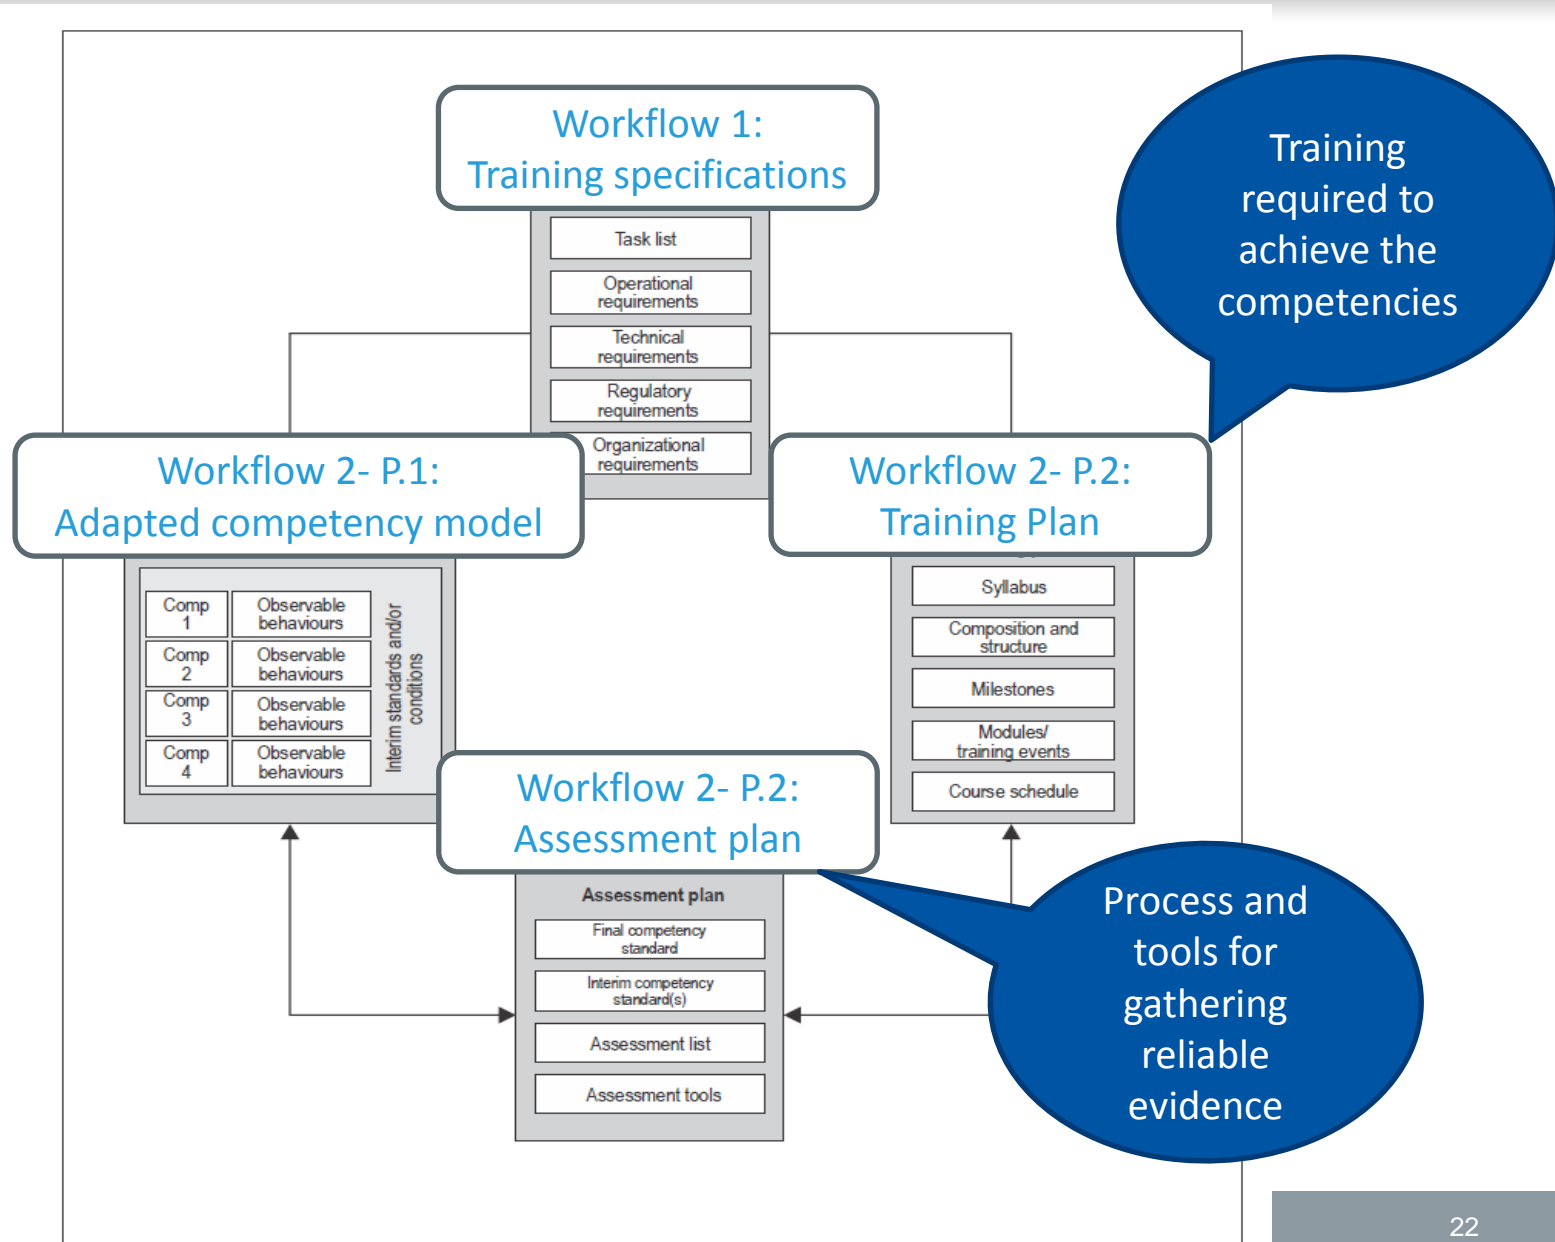 Workflow 1:
Training specifications
Task list
Operational
requirements
Technical
requirements
Regulatory
requirements
Organizational
requirements
Training
required to
achieve the
competencies
Workflow 2- P.1:
Adapted competency model
Comp
1
Observable
behaviours
Comp
2
Observable
behaviours
Comp
3
Observable
behaviours
Comp
4
Observable
behaviours
Interim standards and/or
conditions
Workflow 2- P.2:
Training Plan
Syllabus
Composition and
structure
Milestones
Modules/
training events
Course schedule
Workflow 2- P.2:
Assessment plan
Assessment plan
Final competency
standard
Interim competency
standard(s)
Assessment list
Assessment tools
Process and
tools for
gathering
reliable
evidence
22